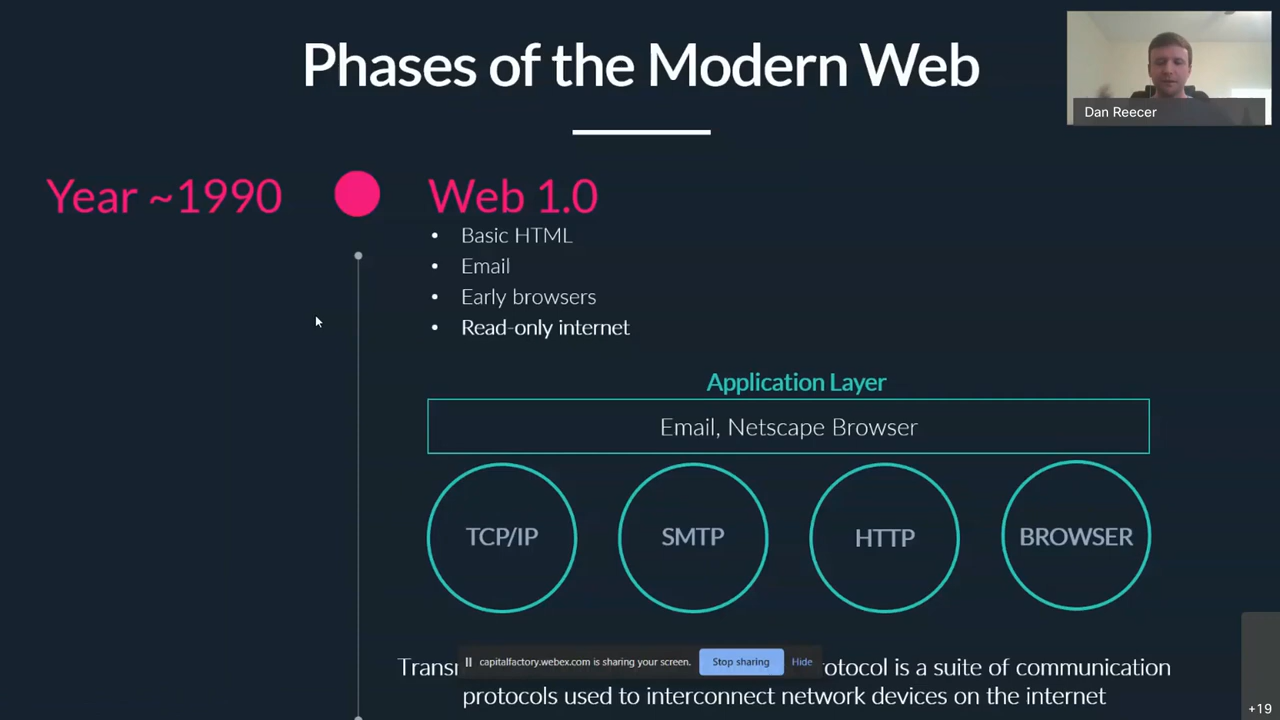 Phases of the Modern Web
Dan Reecer
Year ~1990
Web 1.0
• Basic HTML
• Email
• Early browsers
• Read-only internet
Application Layer
Email, Netscape Browser
TCP/IP
SMTP
HTTP
BROWSER
capitalfactory.webex.com is sharing your screen.
Stop sharing
Hide
is a suite of communication
protocols used to interconnect network devices on the internet
+19